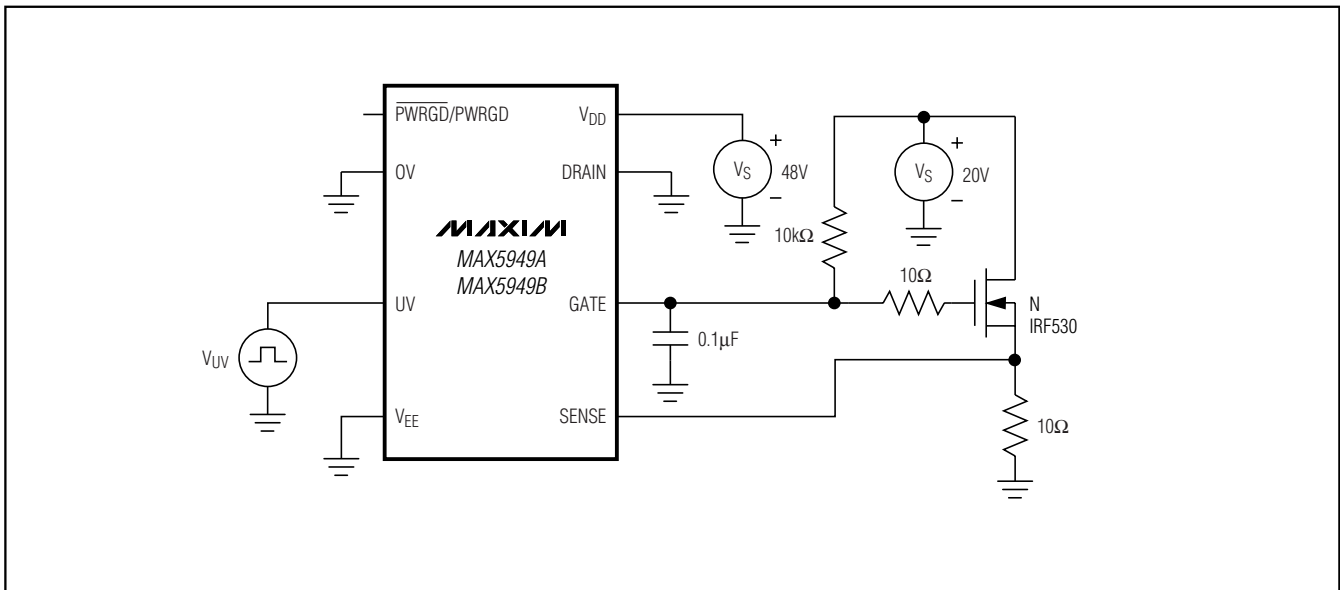 PWRGD/PWRGD
VDD
+
VS
48V
−
+
VS
20V
−
OV
DRAIN
MAXIM
MAX5949A
MAX5949B
10kΩ
10Ω
UV
GATE
N
IRF530
0.1µF
VUV
VEE
SENSE
10Ω